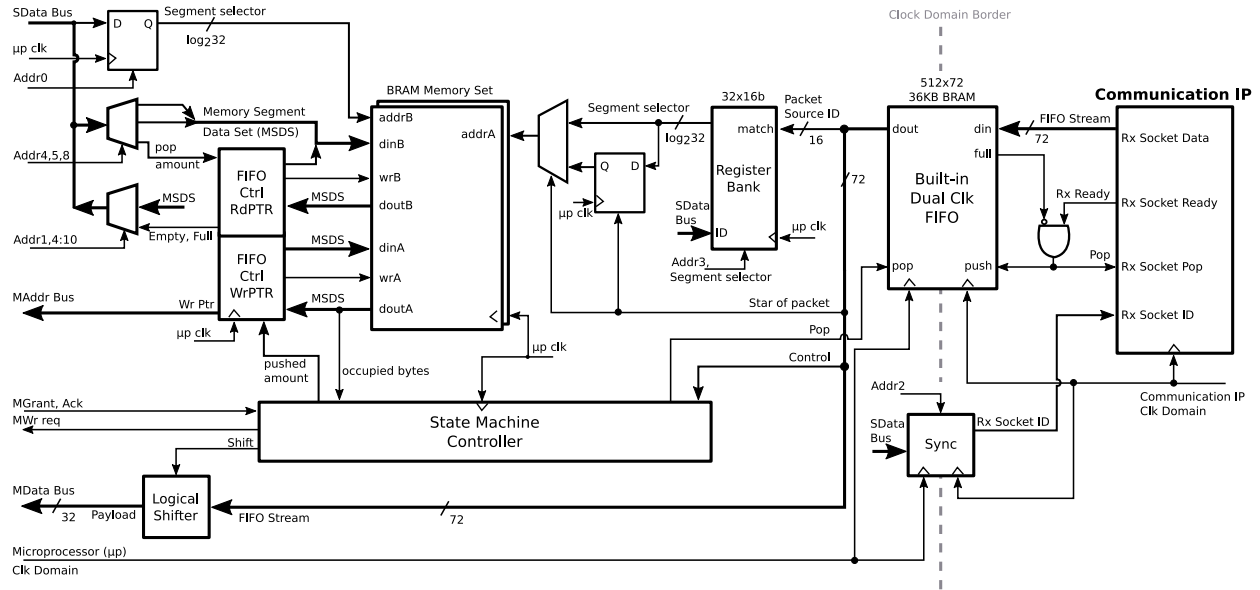 SData Bus
D
Q
Segment selector
log₂32
µp clk
Addr0
Clock Domain Border
BRAM Memory Set
Memory Segment
Data Set (MSDS)
Addr4,5,8
pop
amount
FIFO
Ctrl
RdPTR
MSDS
Empty, Full
Addr1,4:10
FIFO
Ctrl
WrPTR
MSDS
MSDS
MSDS
MAddr Bus
Wr Ptr
µp clk
addrB
addrA
dinB
wrB
doutB
dinA
wrA
doutA
µp clk
Segment selector
log₂32
Q
D
µp clk
32x16b
match
Register
Bank
ID
SData
Bus
Addr3,
Segment selector
µp clk
Packet
Source ID
16
72
512x72
36KB BRAM
dout
din
full
Built-in
Dual Clk
FIFO
pop
push
Communication IP
FIFO Stream
72
Rx Socket Data
Rx Ready
Rx Socket Ready
Pop
Rx Socket Pop
Rx Socket ID
Star of packet
Pop
Control
pushed
amount
occupied bytes
MGrant, Ack
MWr req
Shift
State Machine
Controller
Addr2
SData
Bus
Sync
Rx Socket ID
Communication IP
Clk Domain
MData Bus
32
Payload
Logical
Shifter
FIFO Stream
72
Microprocessor (µp)
Clk Domain